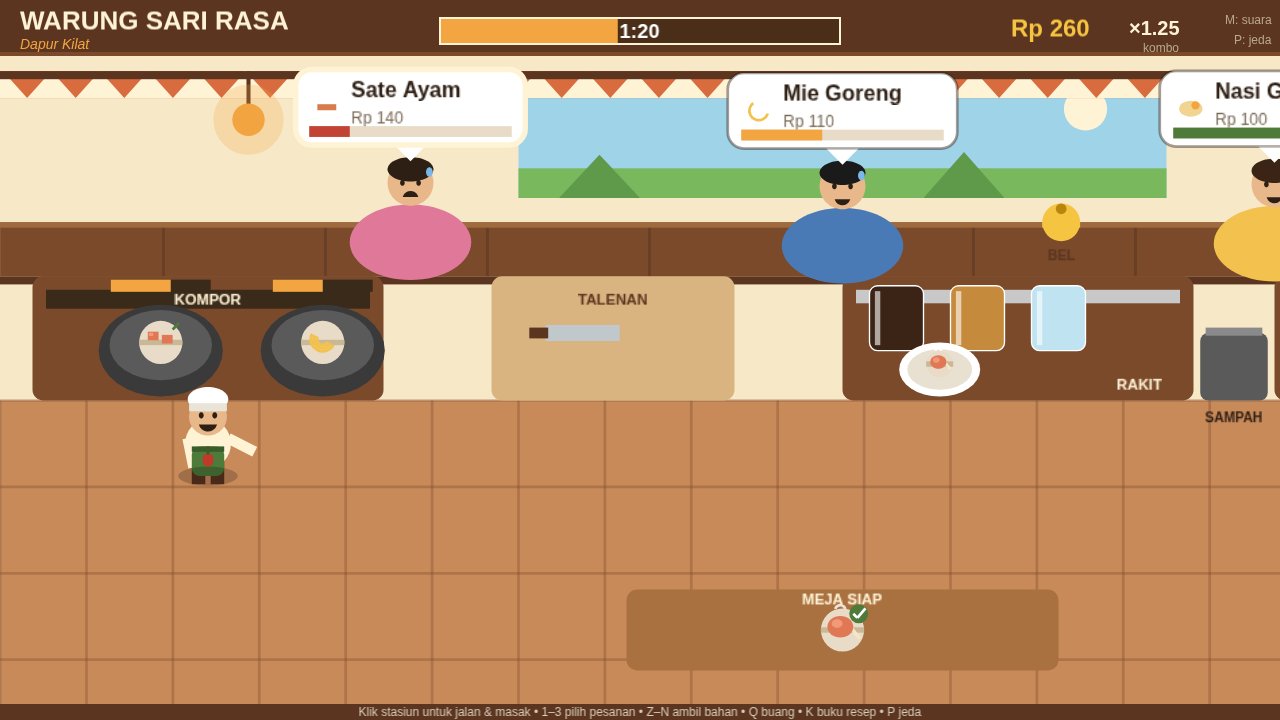 WARUNG SARI RASA
Dapur Kilat
1:20
Rp 260
×1.25
kombo
M: suara
P: jeda
Sate Ayam
Rp 140
Mie Goreng
Rp 110
Nasi G
Rp 100
BEL
KOMPOR
TALENAN
RAKIT
SAMPAH
MEJA SIAP
Klik stasiun untuk jalan & masak • 1–3 pilih pesanan • Z–N ambil bahan • Q buang • K buku resep • P jeda